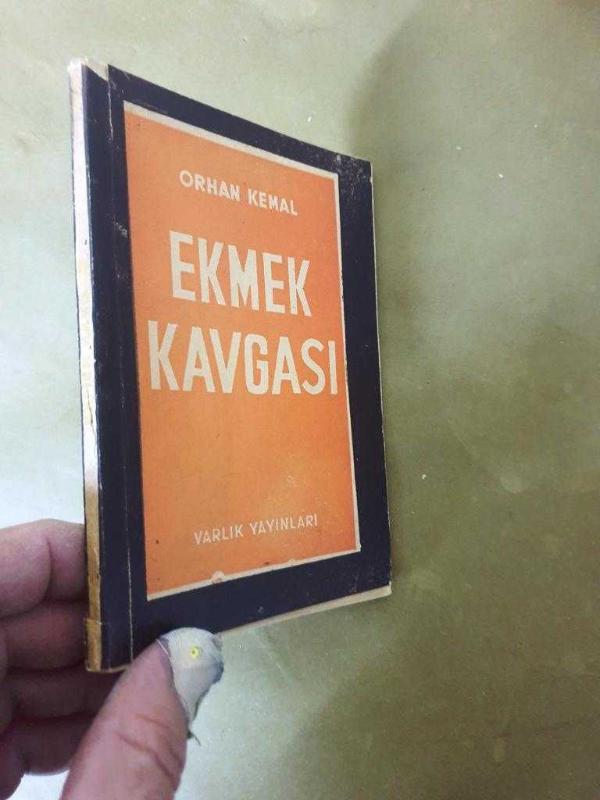 ORHAN KEMAL
EKMEK
KAVGASI
VARLIK YAYINLARI